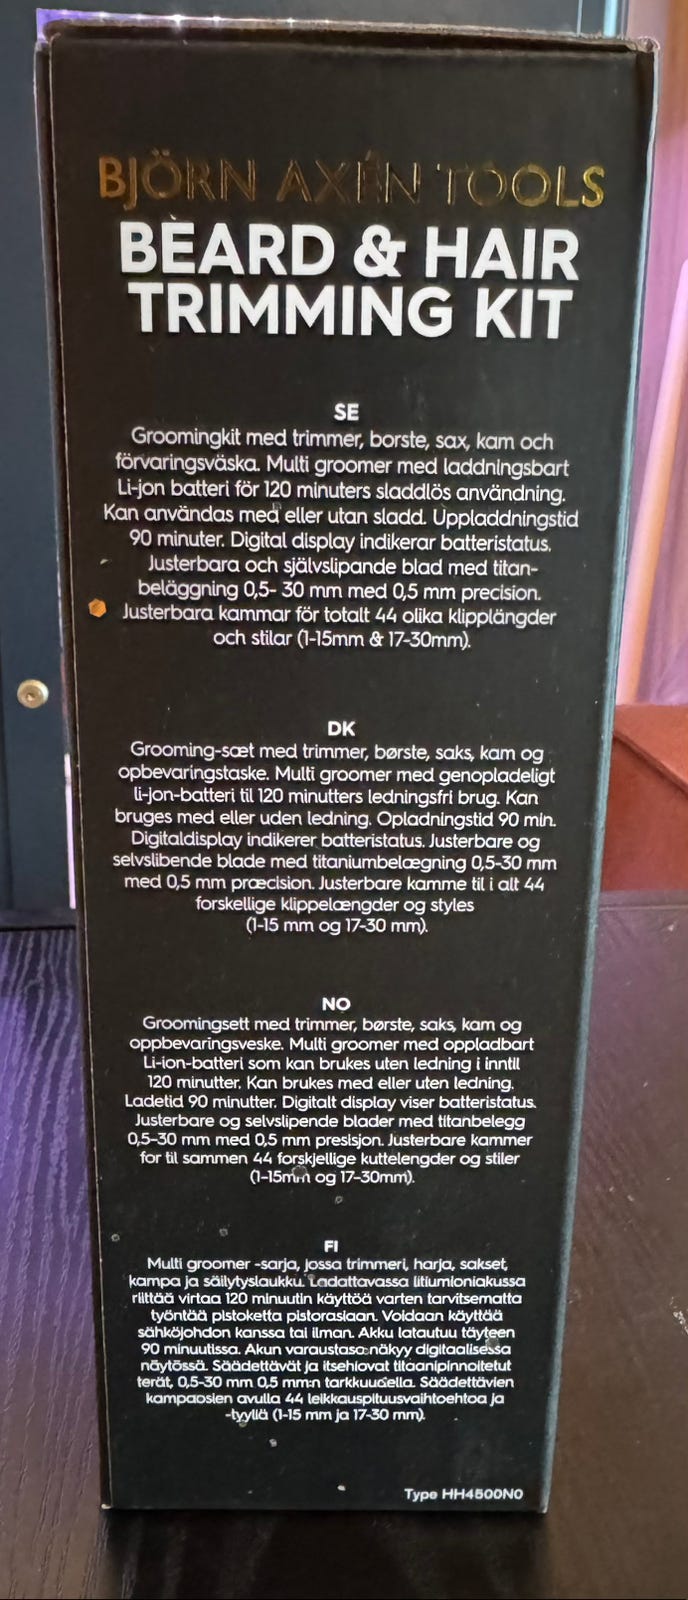 BJÖRN AXÉN TOOLS
BEARD & HAIR
TRIMMING KIT
SE
Groomingkit med trimmer, borste, sax, kam och
förvaringsväska. Multi groomer med laddningsbart
Li-jon batteri för 120 minuters sladdlös användning.
Kan användas med eller utan sladd. Uppladdningstid
90 minuter. Digital display indikerar batteristatus.
Justerbara och självslipande blad med titan-
beläggning 0,5- 30 mm med 0,5 mm precision.
Justerbara kammar för totalt 44 olika klipplängder
och stilar (1-15mm & 17-30mm).
DK
Grooming-sæt med trimmer, børste, saks, kam og
opbevaringstaske. Multi groomer med genopladeligt
li-jon-batteri til 120 minutters ledningsfri brug. Kan
bruges med eller uden ledning. Opladningstid 90 min.
Digitaldisplay indikerer batteristatus. Justerbare og
selvslibende blade med titaniumbelægning 0,5-30 mm
med 0,5 mm præcision. Justerbare kamme til i alt 44
forskellige klippelængder og styles
(1-15 mm og 17-30 mm).
NO
Groomingsett med trimmer, børste, saks, kam og
oppbevaringsveske. Multi groomer med oppladbart
Li-ion-batteri som kan brukes uten ledning i inntil
120 minutter. Kan brukes med eller uten ledning.
Ladetid 90 minutter. Digitalt display viser batteristatus.
Justerbare og selvslipende blader med titanbelegg
0,5-30 mm med 0,5 mm presisjon. Justerbare kammer
for til sammen 44 forskjellige kuttelengder og stiler
(1-15mm og 17-30mm).
FI
Multi groomer -sarja, jossa trimmeri, harja, sakset,
kampa ja säilytyslaukku. Ladattavassa litiumioniakussa
riittää virtaa 120 minuutin käyttöä varten tarvitsematta
työntää pistoketta pistorasiaan. Voidaan käyttää
sähköjohdon kanssa tai ilman. Akku latautuu täyteen
90 minuutissa. Akun varaustaso näkyy digitaalisessa
näytössä. Säädettävät ja itsehiovat titaanipinnoitetut
terät, 0,5-30 mm 0,5 mm:n tarkkuudella. Säädettävien
kampaosien avulla 44 leikkauspituusvaihtoehtoa ja
-tyyliä (1-15 mm ja 17-30 mm).
Type HH4500N0